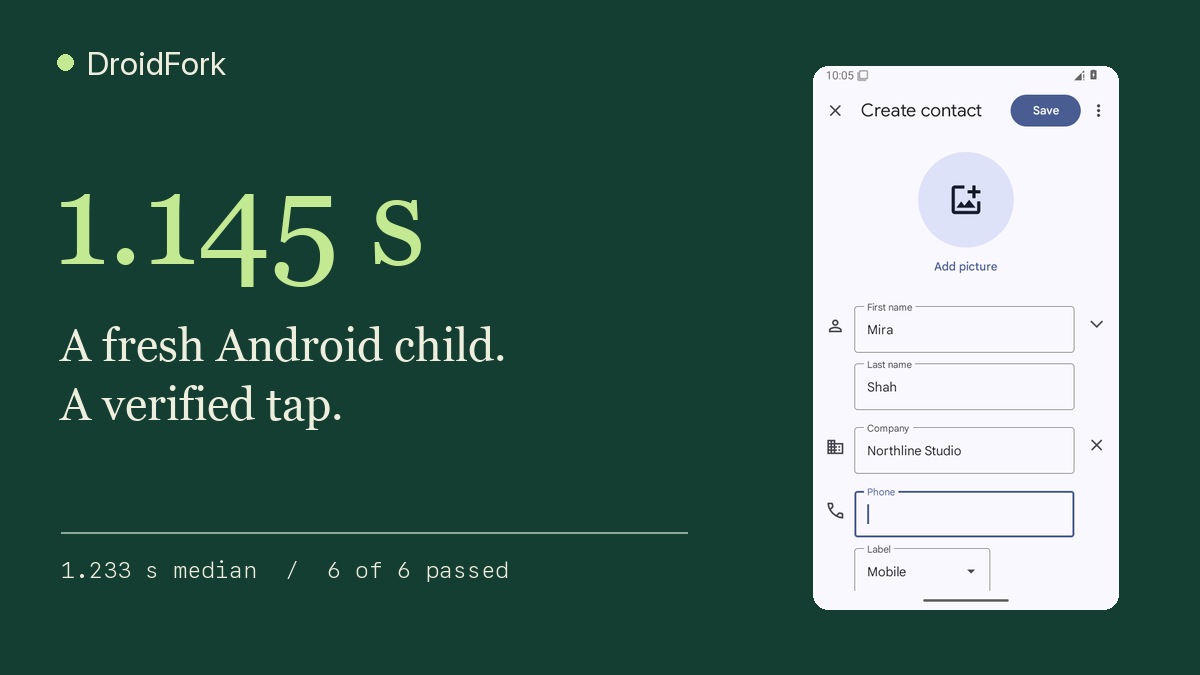 DroidFork
1.145 s
A fresh Android child.
A verified tap.
1.233 s median / 6 of 6 passed
10:05
Create contact
Save
Add picture
First name
Mira
Last name
Shah
Company
Northline Studio
Phone
Label
Mobile